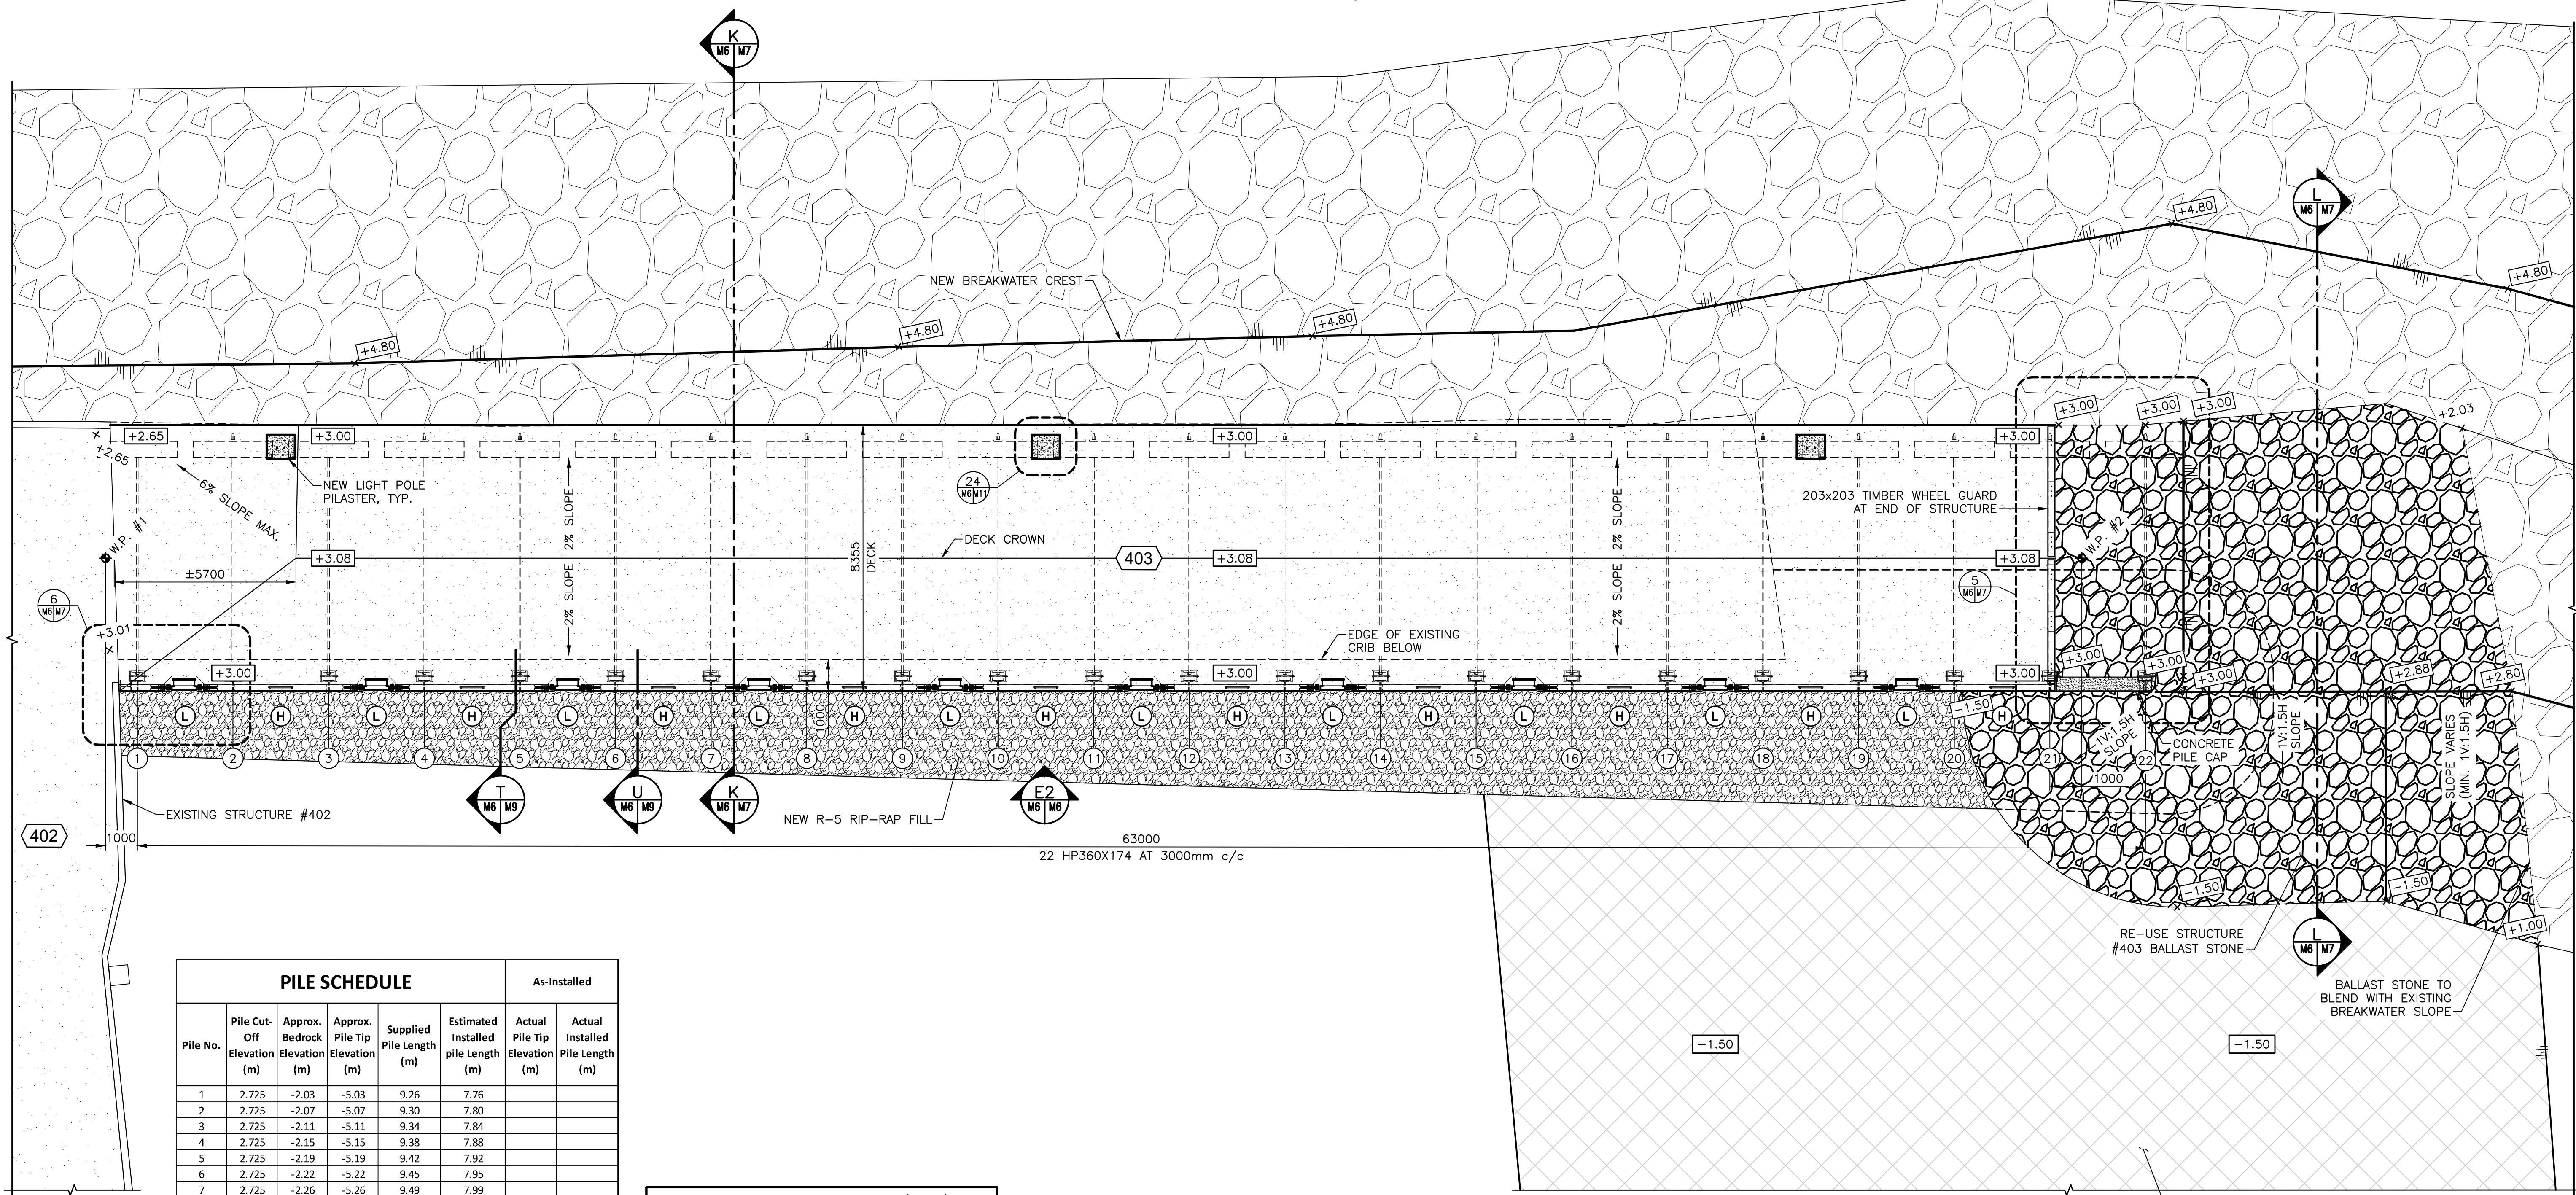 K
M6 M7
L
M6 M7
+4.80
+4.80
NEW BREAKWATER CREST
+4.80
+4.80
+4.80
+2.65
+2.65
+3.00
+3.00
+3.00
+3.00
+3.00
+3.00
+2.03
6% SLOPE MAX.
NEW LIGHT POLE
PILASTER, TYP.
24
M6 M11
203x203 TIMBER WHEEL GUARD
AT END OF STRUCTURE
W.P. #1
2% SLOPE
2% SLOPE
2% SLOPE
2% SLOPE
8355
DECK
DECK CROWN
403
+3.08
+3.08
+3.08
W.P. #2
±5700
6
M6 M7
5
M6 M7
+3.01
EDGE OF EXISTING
CRIB BELOW
+3.00
+3.00
+3.00
+3.00
+3.00
+3.00
+2.88
+2.80
-1.50
L H L H L H L H L H L H L H L H L H L H
1000
1V:1.5H
SLOPE
CONCRETE
PILE CAP
1V:1.5H
SLOPE
SLOPE VARIES
(MIN. 1V:1.5H)
1 2 3 4 5 6 7 8 9 10 11 12 13 14 15 16 17 18 19 20 21 22
1000
T
M6 M9
U
M6 M9
K
M6 M7
E2
M6 M6
EXISTING STRUCTURE #402
NEW R-5 RIP-RAP FILL
402
1000
63000
22 HP360X174 AT 3000mm c/c
-1.50
-1.50
+1.00
RE-USE STRUCTURE
#403 BALLAST STONE
L
M6 M7
BALLAST STONE TO
BLEND WITH EXISTING
BREAKWATER SLOPE
-1.50
-1.50
PILE SCHEDULE As-Installed
Pile No. Pile Cut-Off Elevation (m) Approx. Bedrock Elevation (m) Approx. Pile Tip Elevation (m) Supplied Pile Length (m) Estimated Installed pile Length (m) Actual Pile Tip Elevation (m) Actual Installed Pile Length (m)
1 2.725 -2.03 -5.03 9.26 7.76
2 2.725 -2.07 -5.07 9.30 7.80
3 2.725 -2.11 -5.11 9.34 7.84
4 2.725 -2.15 -5.15 9.38 7.88
5 2.725 -2.19 -5.19 9.42 7.92
6 2.725 -2.22 -5.22 9.45 7.95
7 2.725 -2.26 -5.26 9.49 7.99